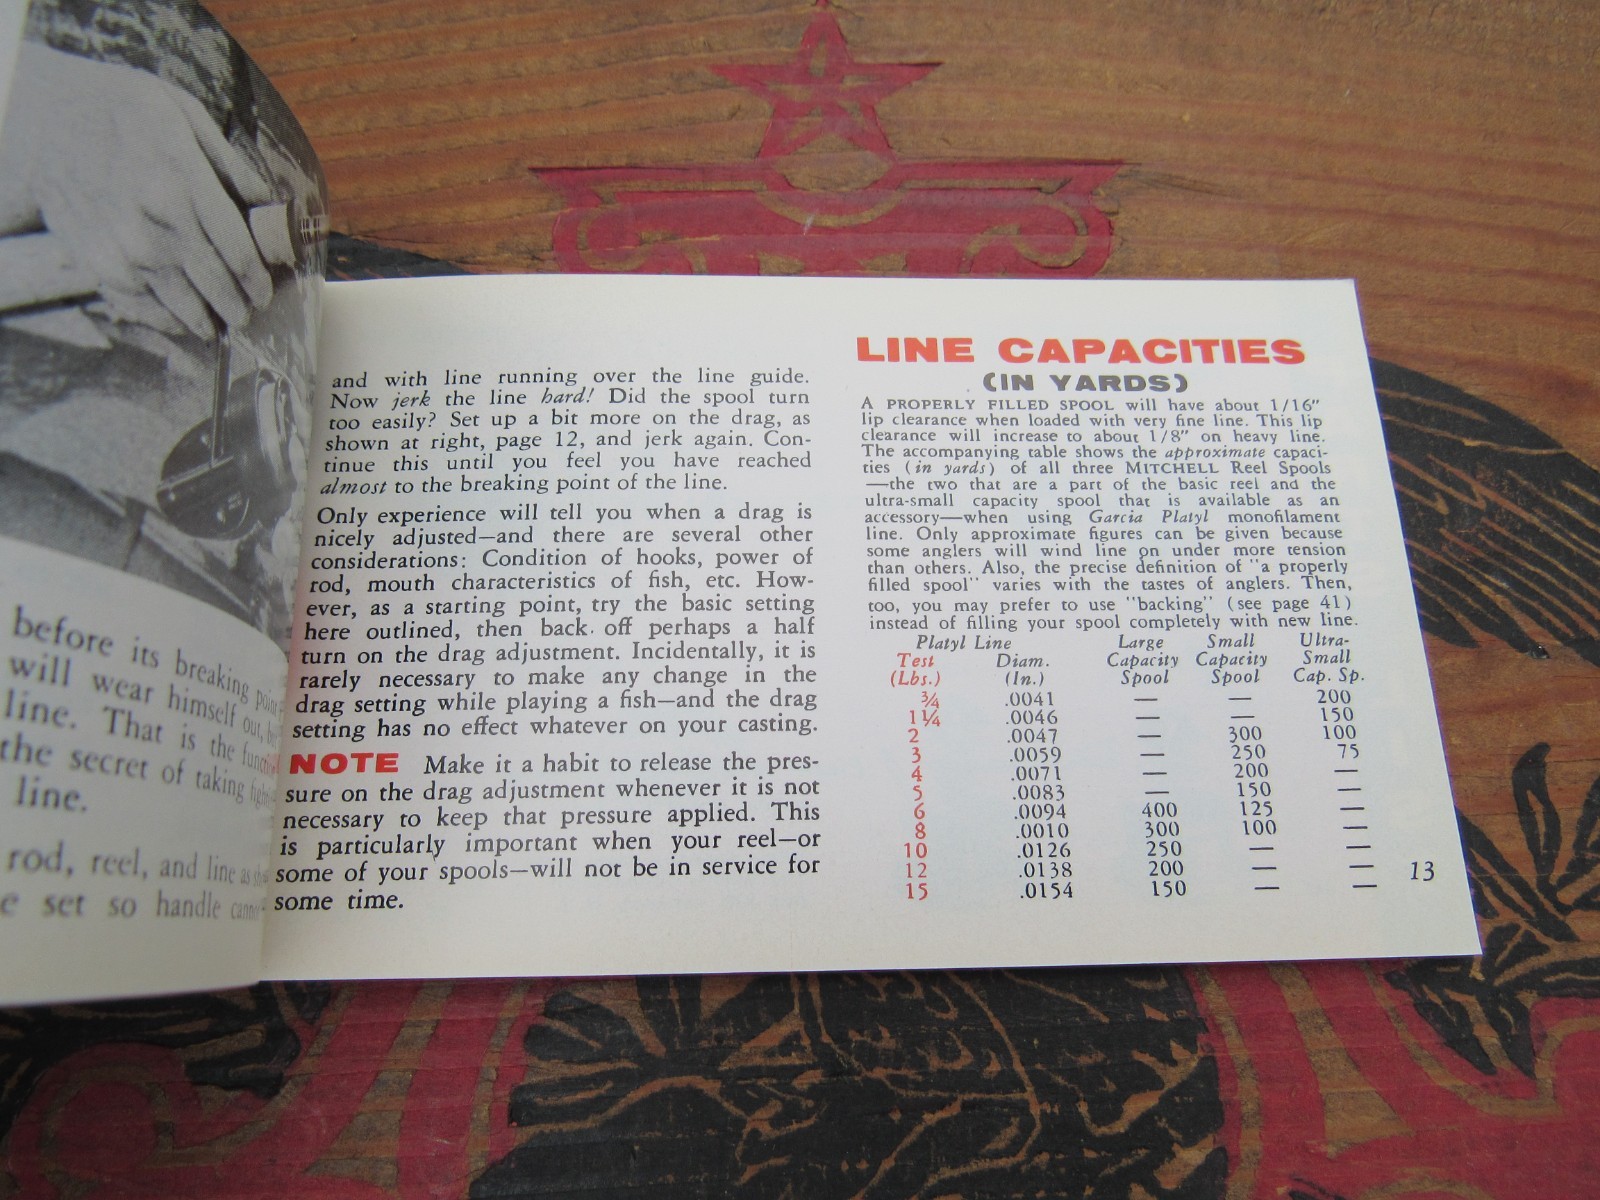 before its breaking
will wear himself out,
line. That is the
the secret of taking
line.
rod, reel, and line as
e set so handle
and with line running over the line guide.
Now jerk the line hard! Did the spool turn
too easily? Set up a bit more on the drag, as
shown at right, page 12, and jerk again. Con-
tinue this until you feel you have reached
almost to the breaking point of the line.
Only experience will tell you when a drag is
nicely adjusted—and there are several other
considerations: Condition of hooks, power of
rod, mouth characteristics of fish, etc. How-
ever, as a starting point, try the basic setting
here outlined, then back off perhaps a half
turn on the drag adjustment. Incidentally, it is
rarely necessary to make any change in the
drag setting while playing a fish—and the drag
setting has no effect whatever on your casting.
NOTE Make it a habit to release the pres-
sure on the drag adjustment whenever it is not
necessary to keep that pressure applied. This
is particularly important when your reel—or
some of your spools—will not be in service for
some time.
LINE CAPACITIES
(IN YARDS)
A PROPERLY FILLED SPOOL will have about 1/16"
lip clearance when loaded with very fine line. This lip
clearance will increase to about 1/8" on heavy line.
The accompanying table shows the approximate capaci-
ties (in yards) of all three MITCHELL Reel Spools
—the two that are a part of the basic reel and the
ultra-small capacity spool that is available as an
accessory—when using Garcia Platyl monofilament
line. Only approximate figures can be given because
some anglers will wind line on under more tension
than others. Also, the precise definition of "a properly
filled spool" varies with the tastes of anglers. Then,
too, you may prefer to use "backing" (see page 41)
instead of filling your spool completely with new line.
Platyl Line Large Small Ultra-
Test Diam. Capacity Capacity Small
(Lbs.) (In.) Spool Spool Cap. Sp.
¾ .0041 — — 200
1¼ .0046 — — 150
2 .0047 — 300 100
3 .0059 — 250 75
4 .0071 — 200 —
5 .0083 — 150 —
6 .0094 400 125 —
8 .0010 300 100 —
10 .0126 250 — —
12 .0138 200 — —
15 .0154 150 — —
13